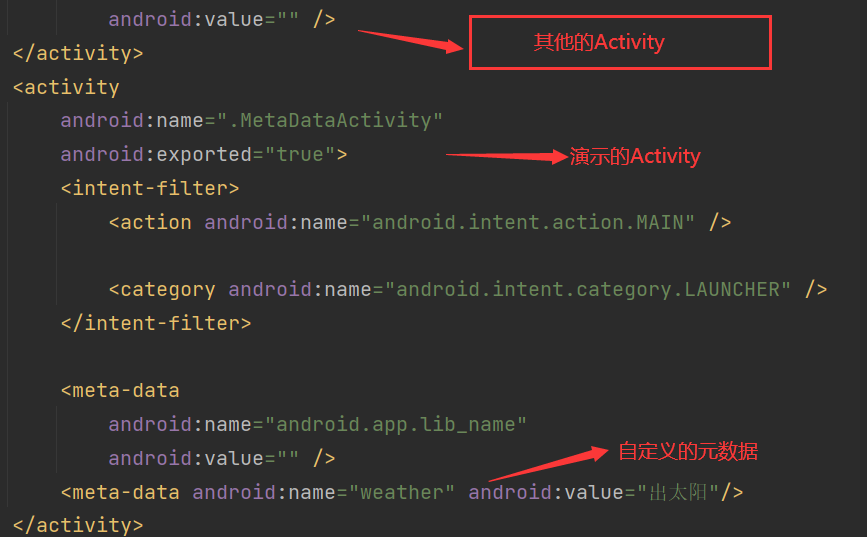 android:value="" />
其他的Activity
</activity>
<activity
android:name=".MetaDataActivity"
android:exported="true">
演示的Activity
<intent-filter>
<action android:name="android.intent.action.MAIN" />
<category android:name="android.intent.category.LAUNCHER" />
</intent-filter>
<meta-data
android:name="android.app.lib_name"
android:value="" />
自定义的元数据
<meta-data android:name="weather" android:value="出太阳"/>
</activity>